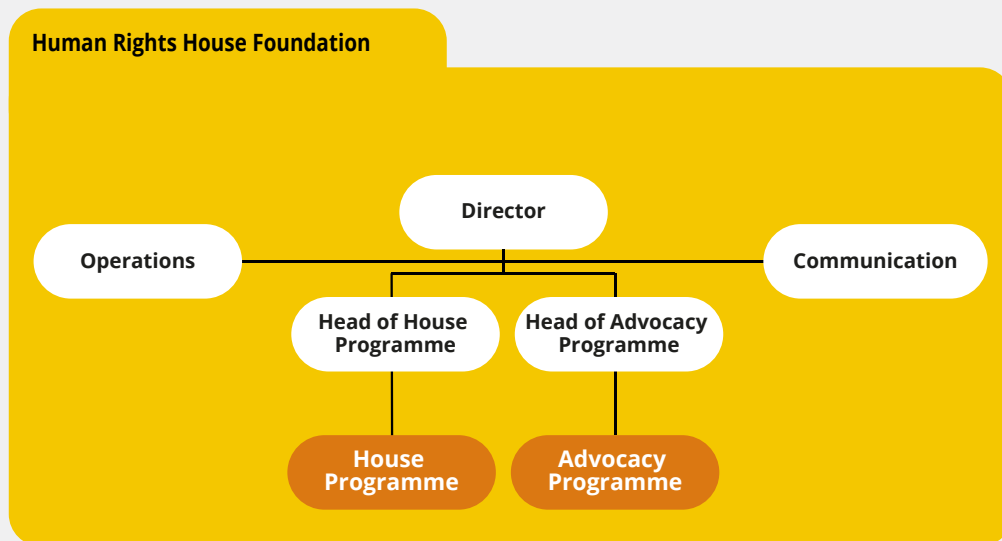 Human Rights House Foundation
Director
Operations
Communication
Head of House
Programme
Head of Advocacy
Programme
House
Programme
Advocacy
Programme